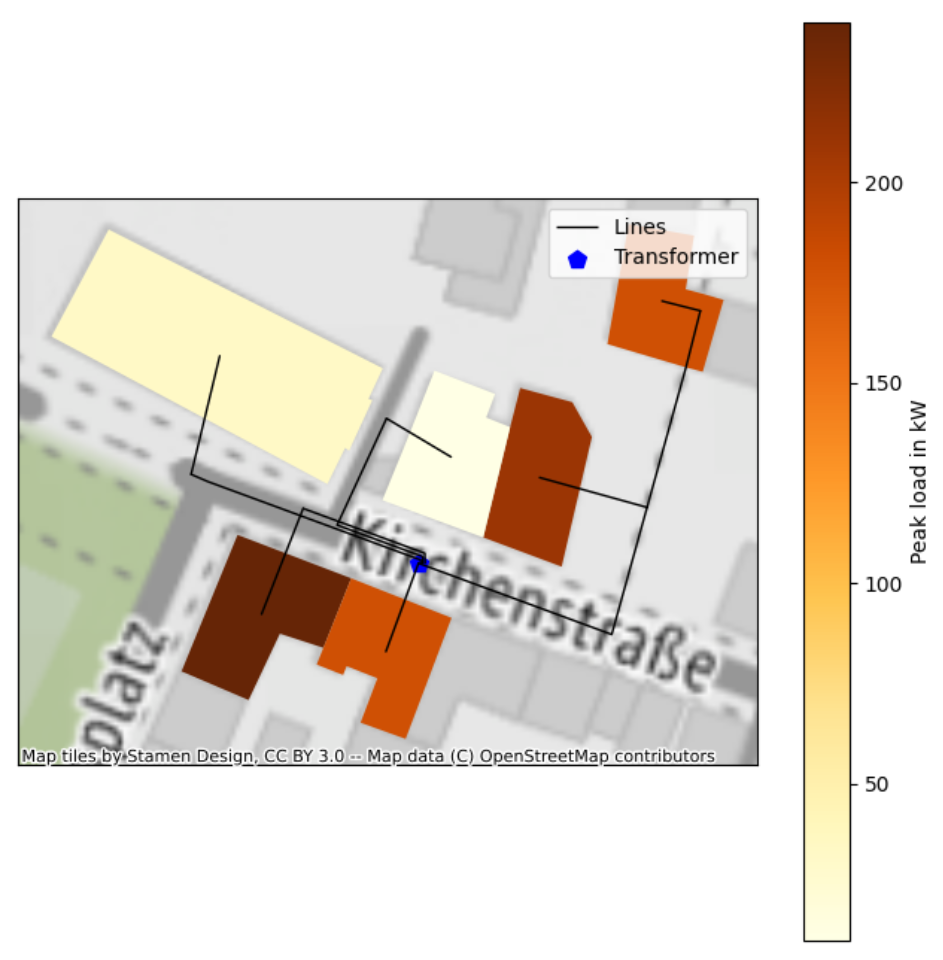 Lines
Transformer
Kirchenstraße
platz
Map tiles by Stamen Design, CC BY 3.0 -- Map data (C) OpenStreetMap contributors
200
150
100
50
Peak load in kW